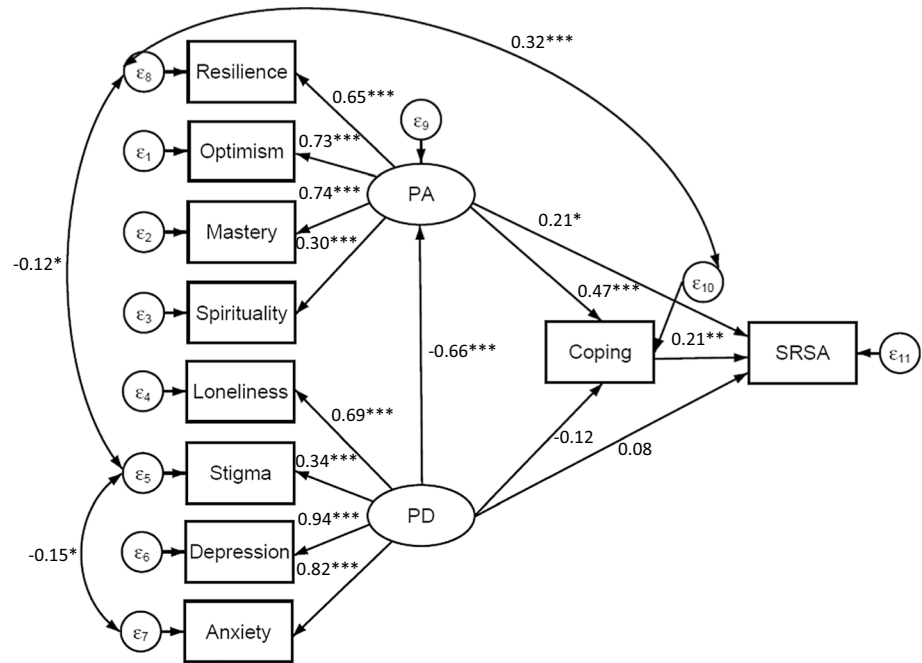 0.32***
ε8
Resilience
0.65***
ε9
ε1
Optimism
0.73***
PA
0.74***
0.21*
ε2
Mastery
0.30***
-0.12*
ε10
0.47***
ε3
Spirituality
0.21**
Coping
SRSA
ε11
-0.66***
ε4
Loneliness
0.69***
-0.12
0.08
ε5
Stigma
0.34***
PD
0.94***
-0.15*
ε6
Depression
0.82***
ε7
Anxiety